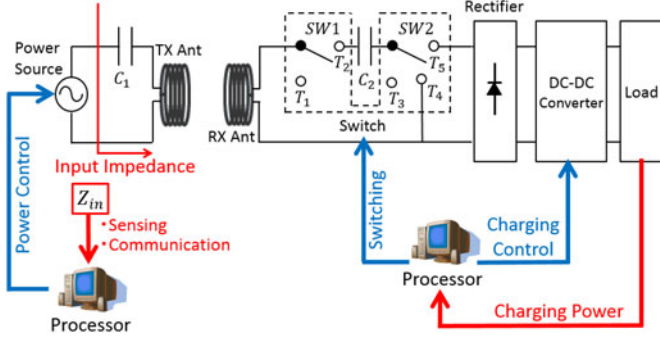 Rectifier
Power
Source
C1
TX Ant
SW1
SW2
T2
C2
T5
T1
T3
T4
RX Ant
Switch
DC-DC
Converter
Load
Input Impedance
Power Control
Zin
・Sensing
・Communication
Processor
Switching
Charging
Control
Processor
Charging Power